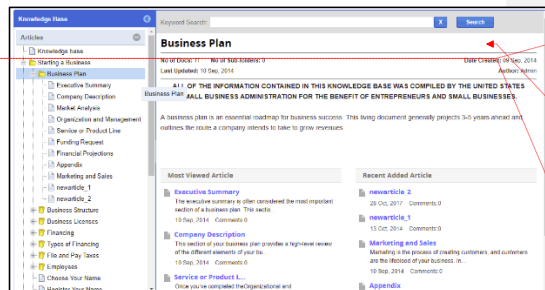 Knowledge Base
Articles
Knowledge base
Starting a Business
Business Plan
Executive Summary
Company Description
Market Analysis
Organization and Management
Service or Product Line
Funding Request
Financial Projections
Appendix
Marketing and Sales
newarticle_1
newarticle_2
Business Structure
Business Licenses
Financing
Types of Financing
File and Pay Taxes
Employees
Choose Your Name
Register Your Name
Business Plan
Keyword Search:
X
Search
Business Plan
No of Docs: 11 No of Sub-folders: 0 Date Created: 09 Sep, 2014
Last Updated: 10 Sep, 2014 Author: Admin
ALL OF THE INFORMATION CONTAINED IN THIS KNOWLEDGE BASE WAS COMPILED BY THE UNITED STATES
SMALL BUSINESS ADMINISTRATION FOR THE BENEFIT OF ENTREPRENEURS AND SMALL BUSINESSES.
A business plan is an essential roadmap for business success. This living document generally projects 3-5 years ahead and
outlines the route a company intends to take to grow revenues.
Most Viewed Article
Executive Summary
The executive summary is often considered the most important
section of a business plan. This sectio...
10 Sep, 2014 Comments:0
Company Description
This section of your business plan provides a high-level review
of the different elements of your bu...
10 Sep, 2014 Comments:0
Service or Product L...
Once you've completed theOrganizational and
Recent Added Article
newarticle_2
26 Oct, 2017 Comments:0
newarticle_1
13 Oct, 2014 Comments:0
Marketing and Sales
Marketing is the process of creating customers, and customers
are the lifeblood of your business. In...
10 Sep, 2014 Comments:0
Appendix